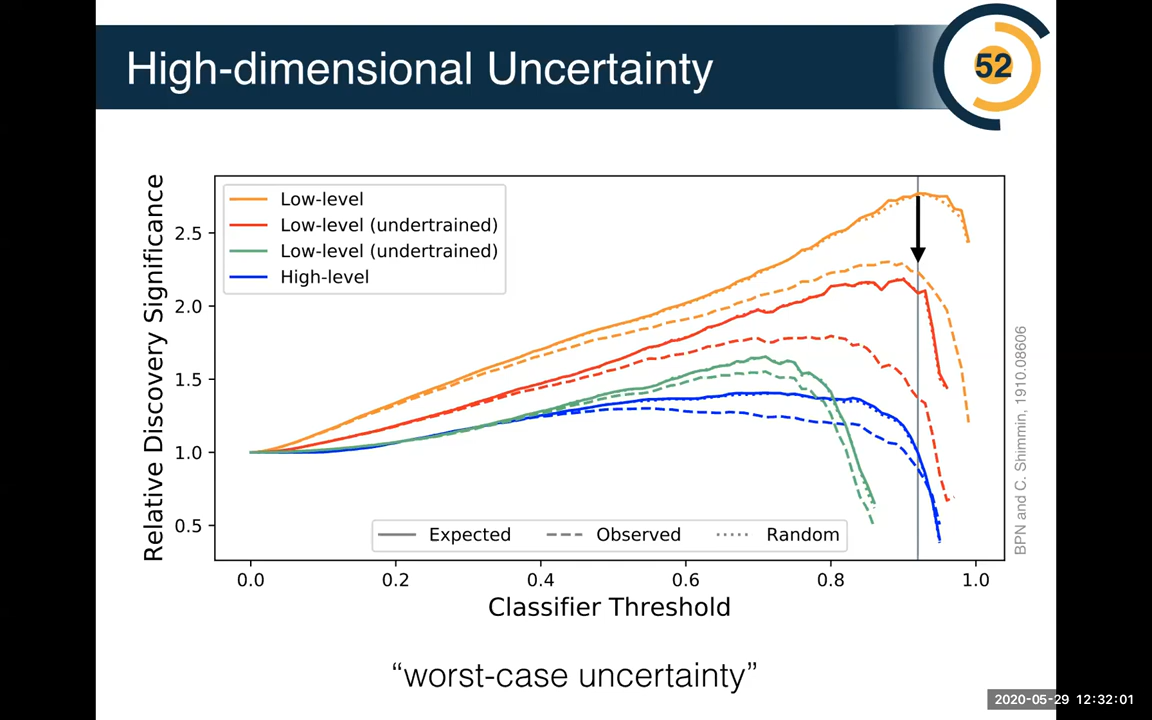 High-dimensional Uncertainty
52
Relative Discovery Significance
2.5
2.0
1.5
1.0
0.5
Low-level
Low-level (undertrained)
Low-level (undertrained)
High-level
Expected Observed Random
0.0 0.2 0.4 0.6 0.8 1.0
Classifier Threshold
BPN and C. Shimmin, 1910.08606
“worst-case uncertainty”
2020-05-29 12:32:01